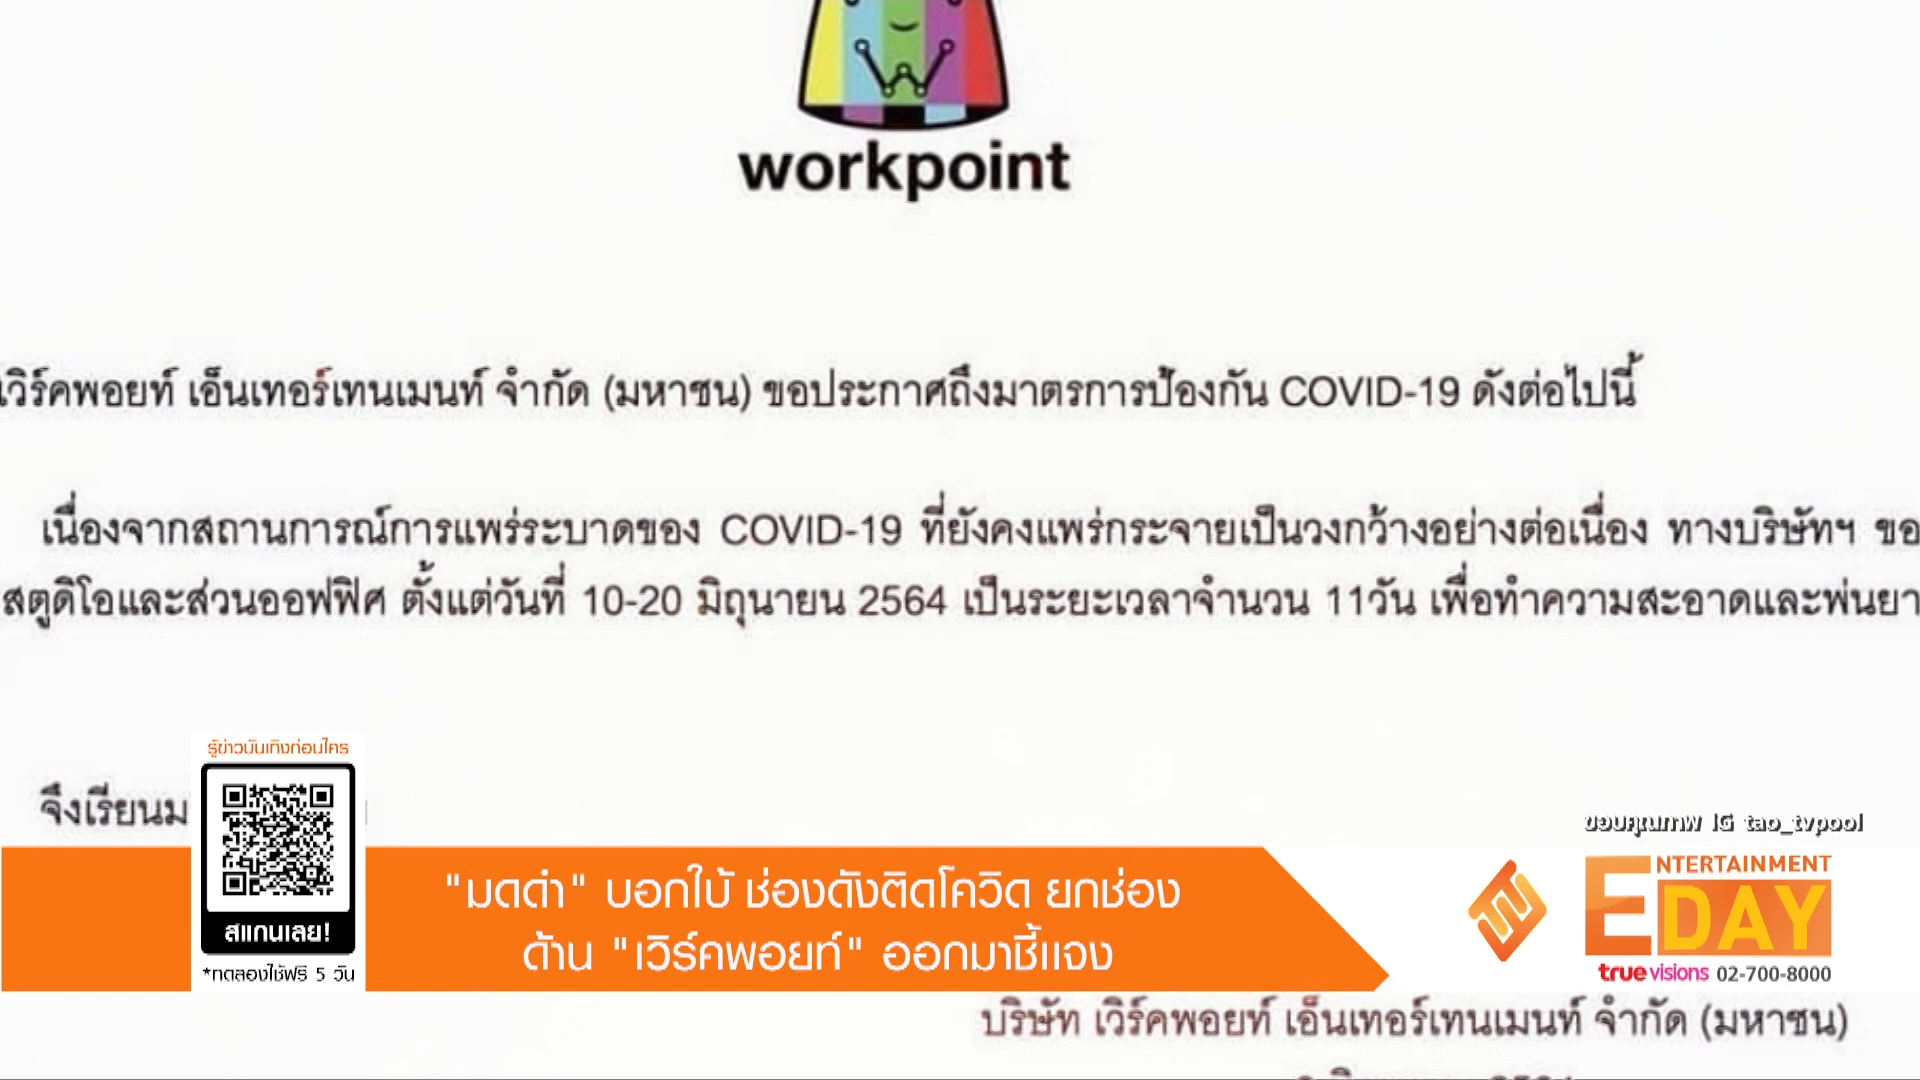 workpoint
เวิร์คพอยท์ เอ็นเทอร์เทนเมนท์ จำกัด (มหาชน) ขอประกาศถึงมาตรการป้องกัน COVID-19 ดังต่อไปนี้
เนื่องจากสถานการณ์การแพร่ระบาดของ COVID-19 ที่ยังคงแพร่กระจายเป็นวงกว้างอย่างต่อเนื่อง ทางบริษัทฯ ขอ
สตูดิโอและส่วนออฟฟิศ ตั้งแต่วันที่ 10-20 มิถุนายน 2564 เป็นระยะเวลาจำนวน 11วัน เพื่อทำความสะอาดและพ่นยา
รู้ข่าวบันเทิงก่อนใคร
จึงเรียนม
สแกนเลย!
*ทดลองใช้ฟรี 5 วัน
"มดดำ" บอกใบ้ ช่องดังติดโควิด ยกช่อง
ด้าน "เวิร์คพอยท์" ออกมาชี้แจง
ขอบคุณภาพ IG tao_tvpool
ENTERTAINMENT
DAY
truevisions 02-700-8000
บริษัท เวิร์คพอยท์ เอ็นเทอร์เทนเมนท์ จำกัด (มหาชน)